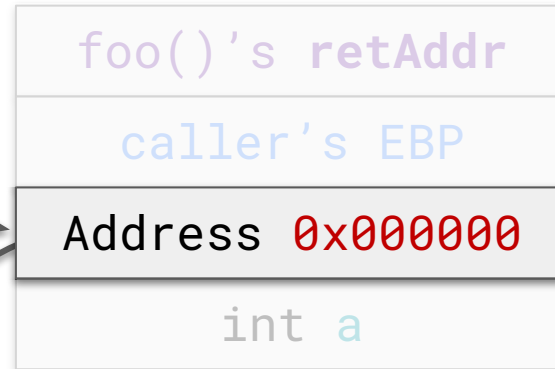 foo()’s retAddr
caller’s EBP
Address 0x000000
int a